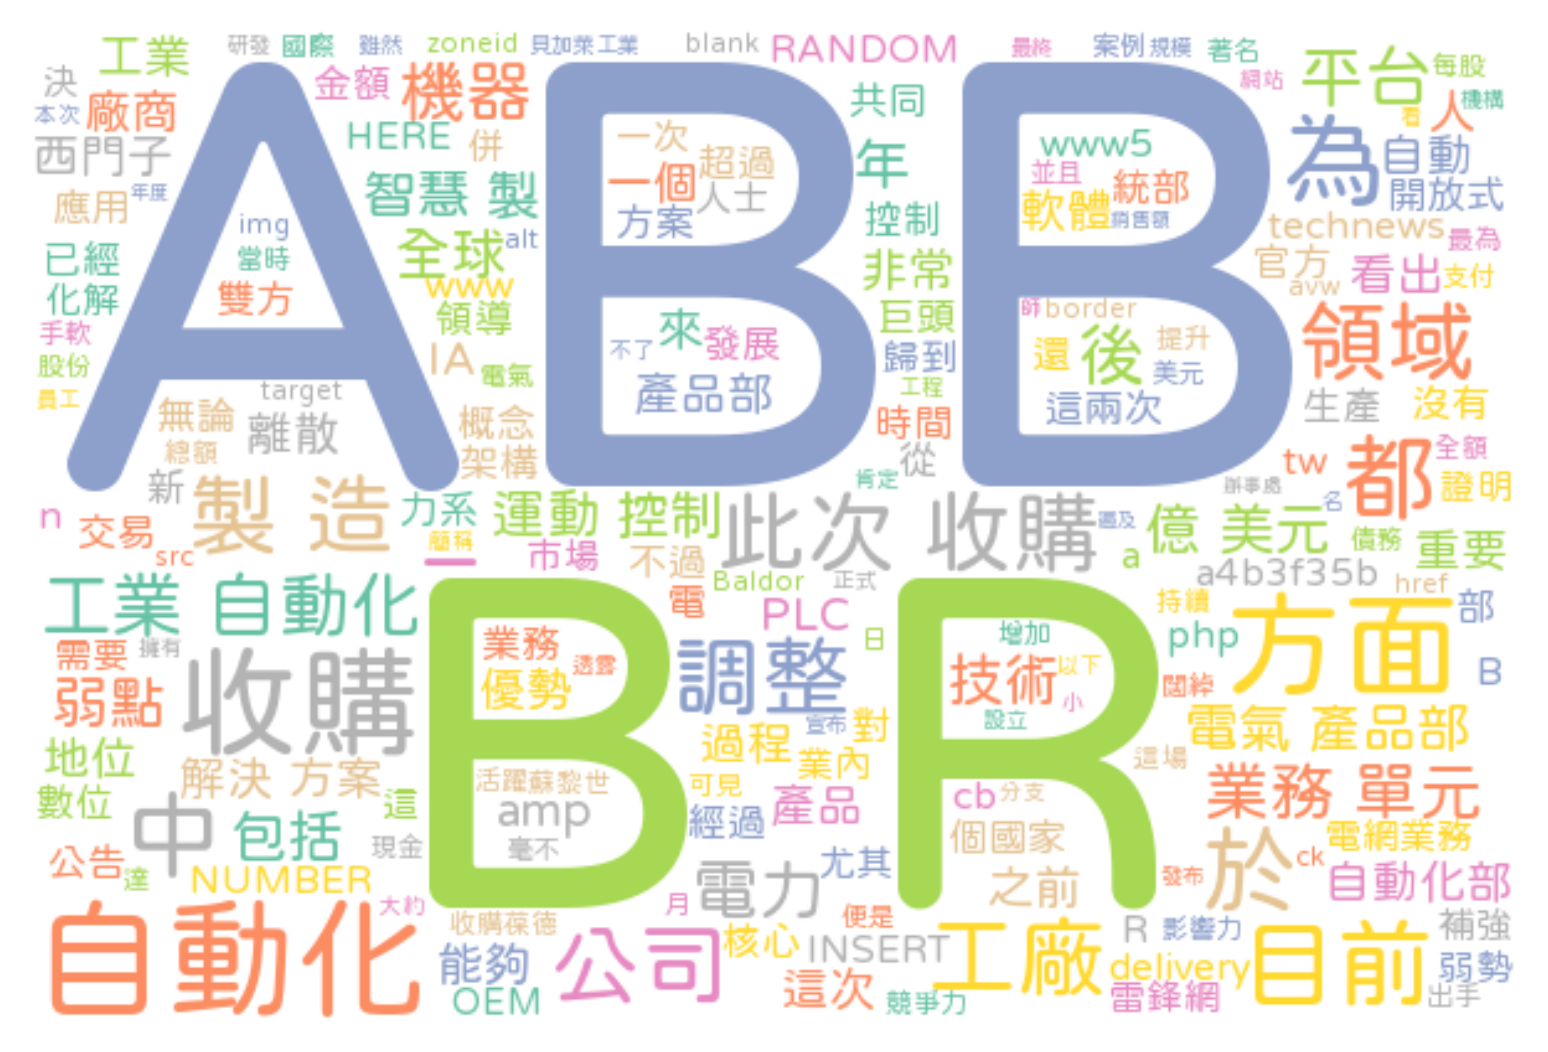 工業
研發
國際
雖然
zoneid
貝加萊工業
blank
RANDOM
最終
案例
規模
著名
平台
每股
決
廠商
金額
機器
共同
網站
機構
本次
看
人
西門子
HERE
併
一次
超過
年
www5
為
自動
應用
年度
智慧 製
一個
人士
並且
統部
開放式
img
方案
控制
軟體
銷售額
technews
最為
已經
當時
全球
alt
非常
官方
看出
支付
化解
雙方
www
avw
手軟
領導
來
發展
巨頭
師
border
領域
股份
IA
電氣
不了
歸到
還
後
提升
美元
員工
target
產品部
工程
這兩次
生產
沒有
無論
離散
概念
時間
總額
架構
從
tw
都
全額
新
肯定
辦事處
證明
ABB
製 造
力系
運動 控制
此次 收購
遍及
億 美元
名
n
交易
src
簡稱
一
市場
不過
a
債務
重要
工業 自動化
Baldor
正式
a4b3f35b
href
電
PLC
持續
方面
部
需要
擁有
業務
透露
調整
日
增加
php
弱點
收購
優勢
技術
以下
小
闊綽
B
設立
地位
過程
宣布
對
電氣 產品部
解決 方案
業內
這場
數位
這
活躍
蘇黎世
可見
業務 單元
中
包括
amp
經過
產品
cb
分支
現金
毫不
個國家
電網業務
公告
達
NUMBER
電力
尤其
之前
發布
於
ck
自動化部
BR
自動化
大約
收購葆德
月
便是
能夠
公司
核心
INSERT
工廠
R
影響力
目前
補強
delivery
弱勢
OEM
這次
競爭力
雷鋒網
出手